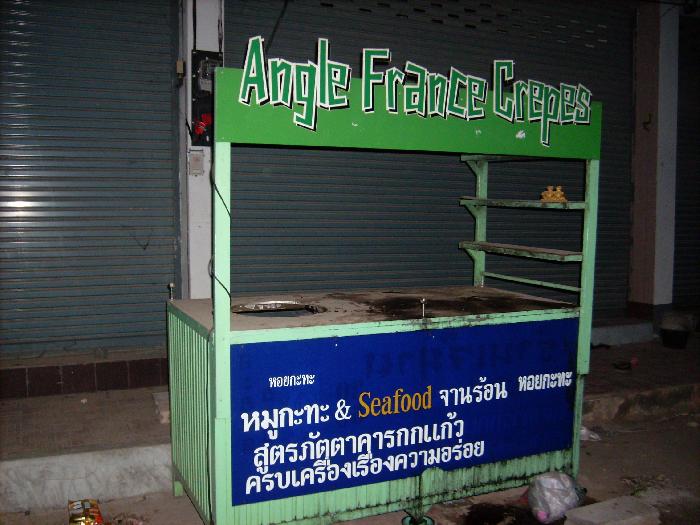 Angle France Crepes
หอยกะทะ
หมูกะทะ & Seafood จานร้อน หอยกะทะ
สูตรภัตตาคารกกแก้ว
ครบเครื่องเรื่องความอร่อย